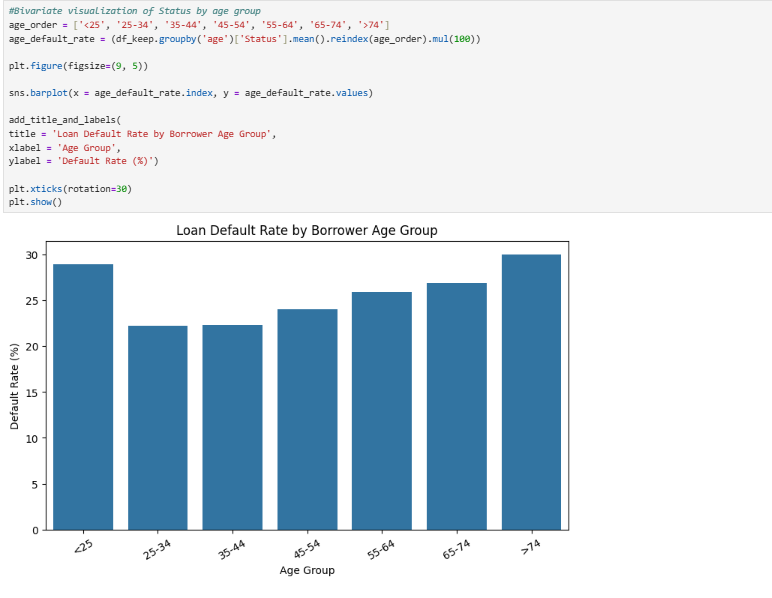 #Bivariate visualization of Status by age group
age_order = ['<25', '25-34', '35-44', '45-54', '55-64', '65-74', '>74']
age_default_rate = (df_keep.groupby('age')['Status'].mean().reindex(age_order).mul(100))
plt.figure(figsize=(9, 5))
sns.barplot(x = age_default_rate.index, y = age_default_rate.values)
add_title_and_labels(
title = 'Loan Default Rate by Borrower Age Group',
xlabel = 'Age Group',
ylabel = 'Default Rate (%)')
plt.xticks(rotation=30)
plt.show()
Loan Default Rate by Borrower Age Group
30
25
20
15
10
5
0
Default Rate (%)
<25 25-34 35-44 45-54 55-64 65-74 >74
Age Group